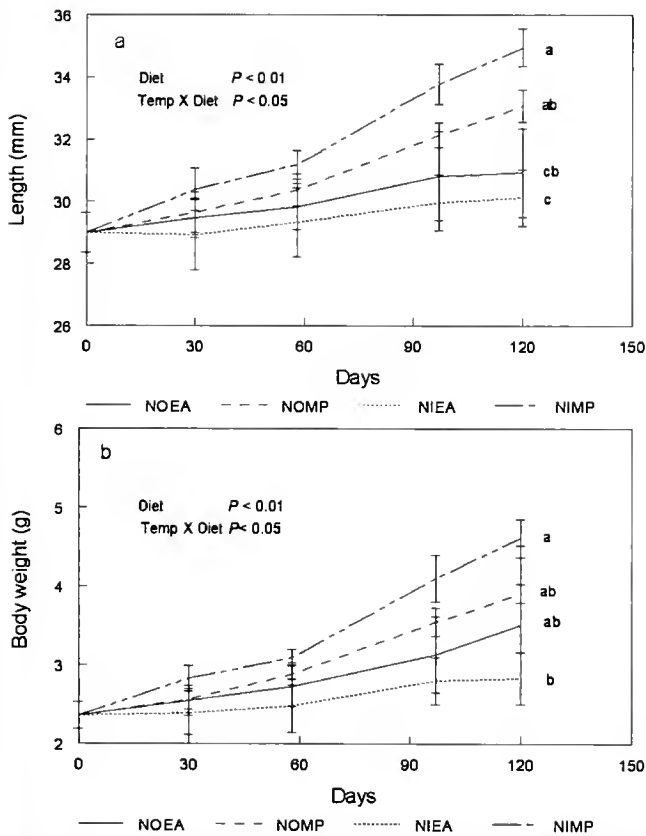 a
Diet P < 0.01
Temp X Diet P < 0.05
a
ab
cb
c
Length (mm)
36
34
32
30
28
26
0 30 60 90 120 150
Days
NOEA NOMP NIEA NIMP
b
Diet P < 0.01
Temp X Diet P< 0.05
a
ab
ab
b
Body weight (g)
6
5
4
3
2
0 30 60 90 120 150
Days
NOEA NOMP NIEA NIMP